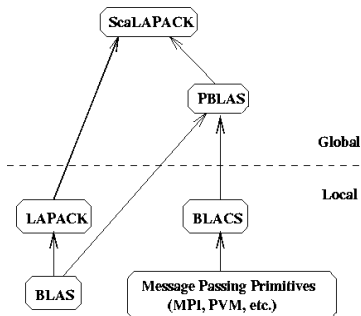 ScaLAPACK
PBLAS
Global
Local
LAPACK
BLACS
BLAS
Message Passing Primitives
(MPI, PVM, etc.)